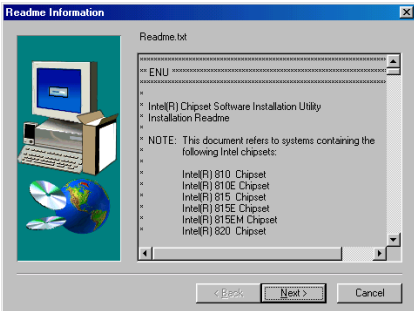 Readme Information
Readme.txt
××××××××××××××××××××××××××××××××××××××××××××××××××××××××
×× ENU ××××××××××××××××××××××××××××××××××××××××××××××××
××××××××××××××××××××××××××××××××××××××××××××××××××××××××
×
× Intel(R) Chipset Software Installation Utility
× Installation Readme
×
× NOTE: This document refers to systems containing the
× following Intel chipsets:
×
× Intel(R) 810 Chipset
× Intel(R) 810E Chipset
× Intel(R) 815 Chipset
× Intel(R) 815E Chipset
× Intel(R) 815EM Chipset
× Intel(R) 820 Chipset
< Back
Next >
Cancel